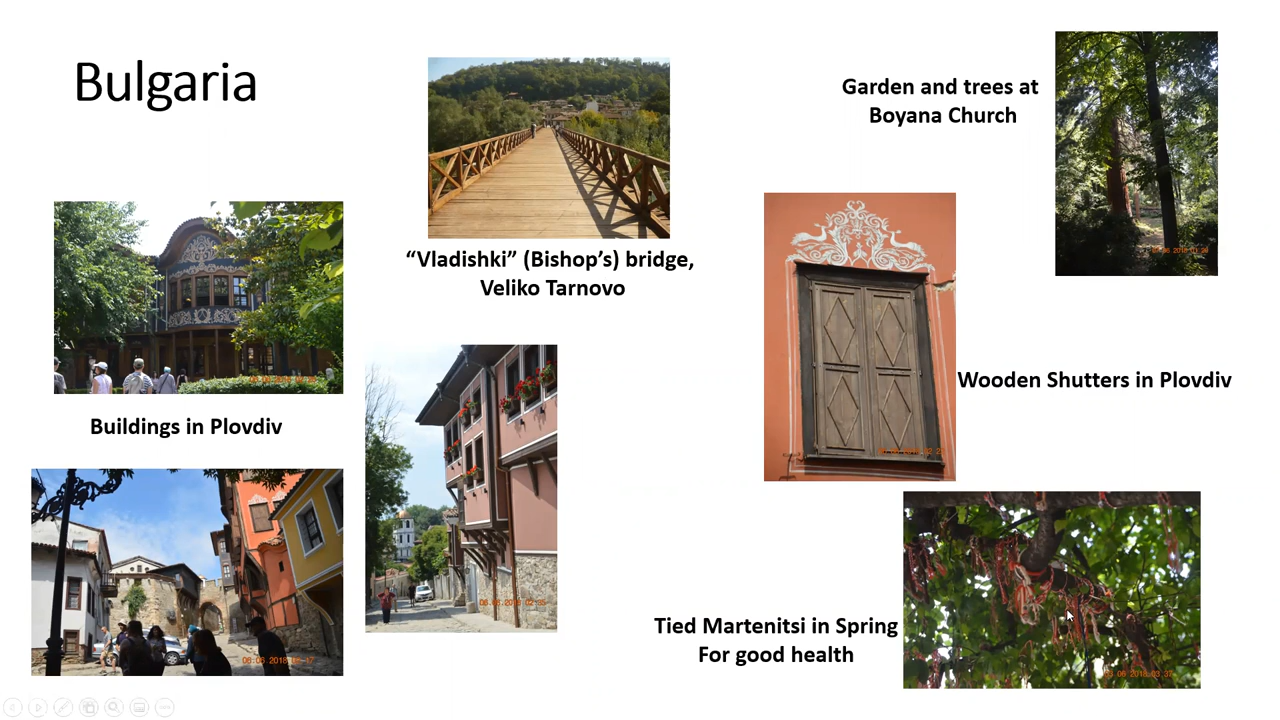 Bulgaria
“Vladishki” (Bishop’s) bridge,
Veliko Tarnovo
Garden and trees at
Boyana Church
Buildings in Plovdiv
Wooden Shutters in Plovdiv
Tied Martenitsi in Spring
For good health